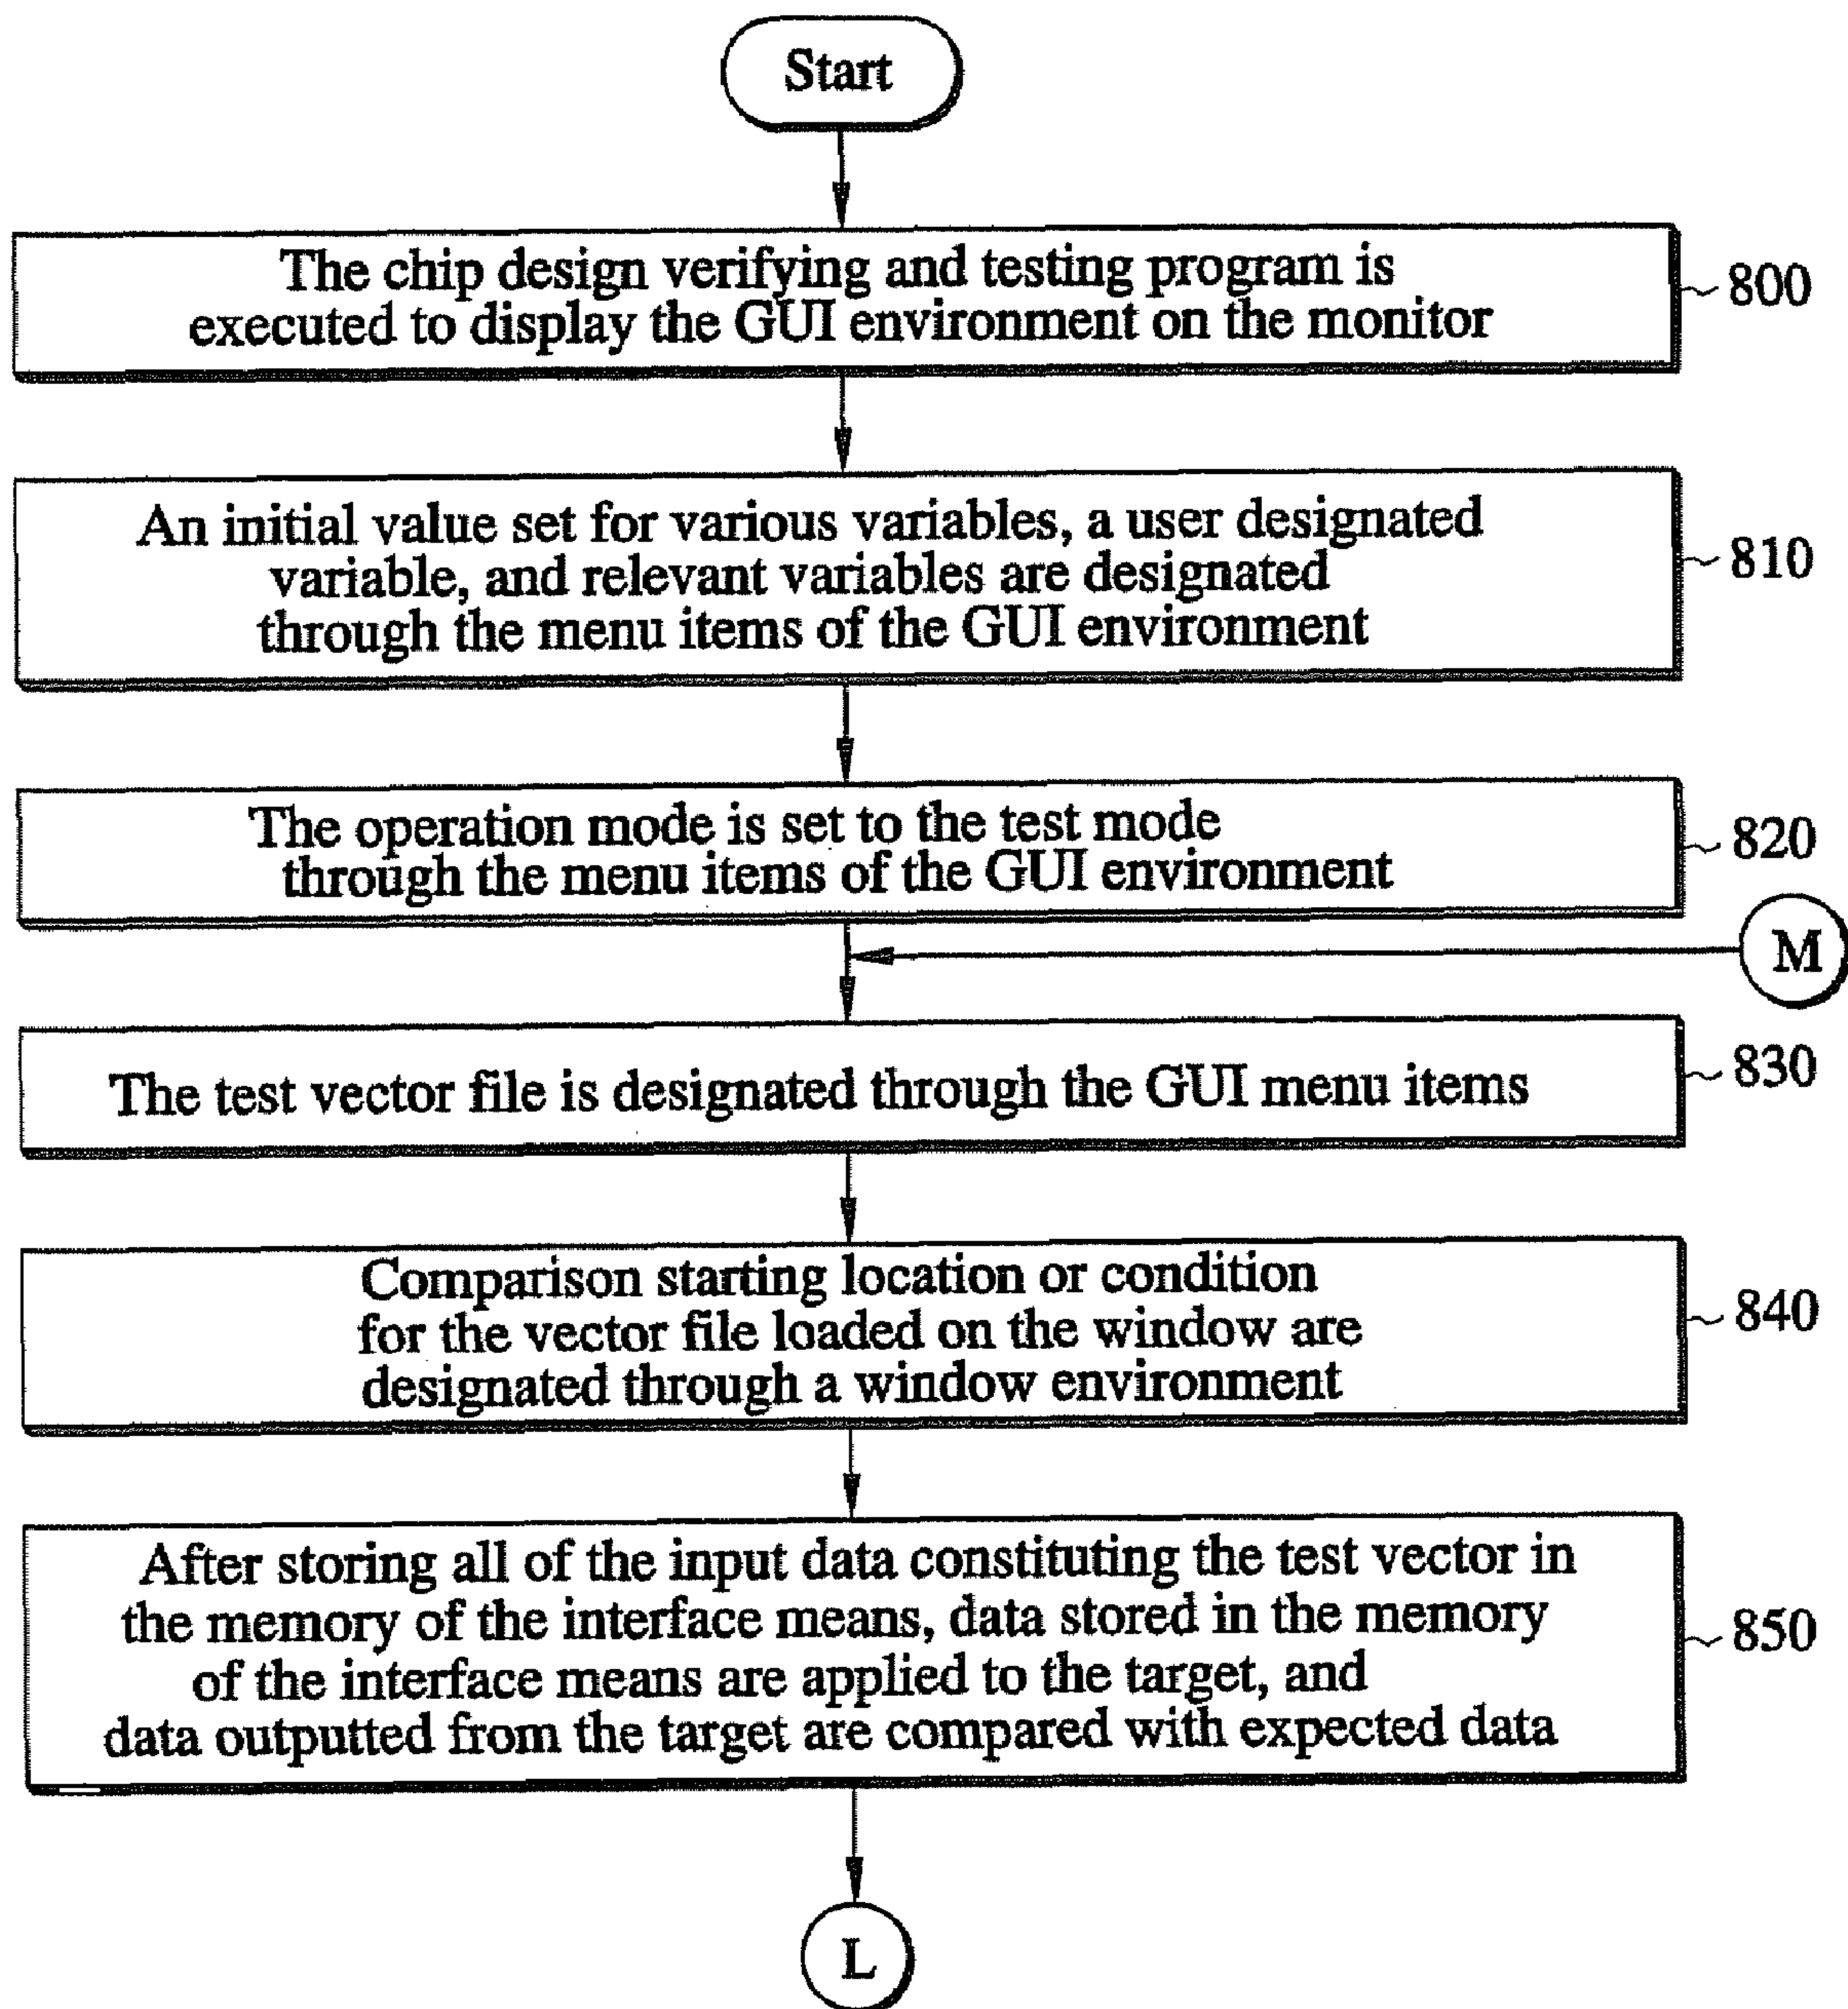 Start
The chip design verifying and testing program is
executed to display the GUI environment on the monitor
800
An initial value set for various variables, a user designated
variable, and relevant variables are designated
through the menu items of the GUI environment
810
The operation mode is set to the test mode
through the menu items of the GUI environment
820
M
The test vector file is designated through the GUI menu items
830
Comparison starting location or condition
for the vector file loaded on the window are
designated through a window environment
840
After storing all of the input data constituting the test vector in
the memory of the interface means, data stored in the memory
of the interface means are applied to the target, and
data outputted from the target are compared with expected data
850
L